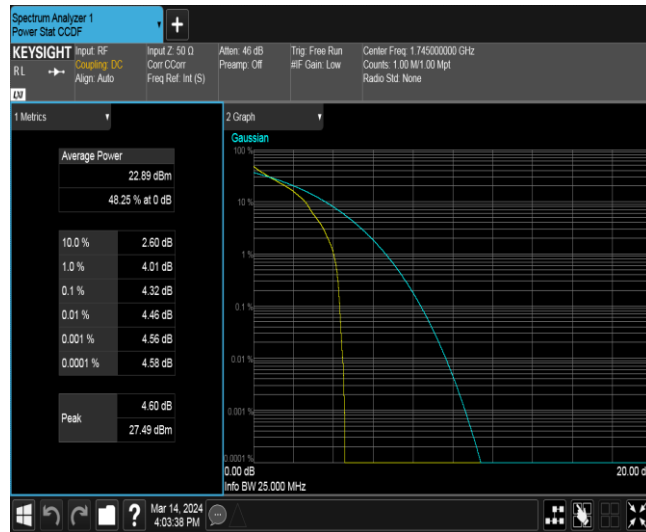 Spectrum Analyzer 1
Power Stat CCDF
+
KEYSIGHT
RL
LXI
Input: RF
Coupling: DC
Align: Auto
Input Z: 50 Ω
Corr CCorr
Freq Ref: Int (S)
Atten: 46 dB
Preamp: Off
Trig: Free Run
#IF Gain: Low
Center Freq: 1.745000000 GHz
Counts: 1.00 M/1.00 Mpt
Radio Std: None
1 Metrics
Average Power
22.89 dBm
48.25 % at 0 dB
10.0 % 2.60 dB
1.0 % 4.01 dB
0.1 % 4.32 dB
0.01 % 4.46 dB
0.001 % 4.56 dB
0.0001 % 4.58 dB
Peak
4.60 dB
27.49 dBm
2 Graph
Gaussian
100 %
10 %
1 %
0.1 %
0.01 %
0.001 %
0.0001 %
0.00 dB
20.00 d
Info BW 25.000 MHz
?
Mar 14, 2024
4:03:38 PM